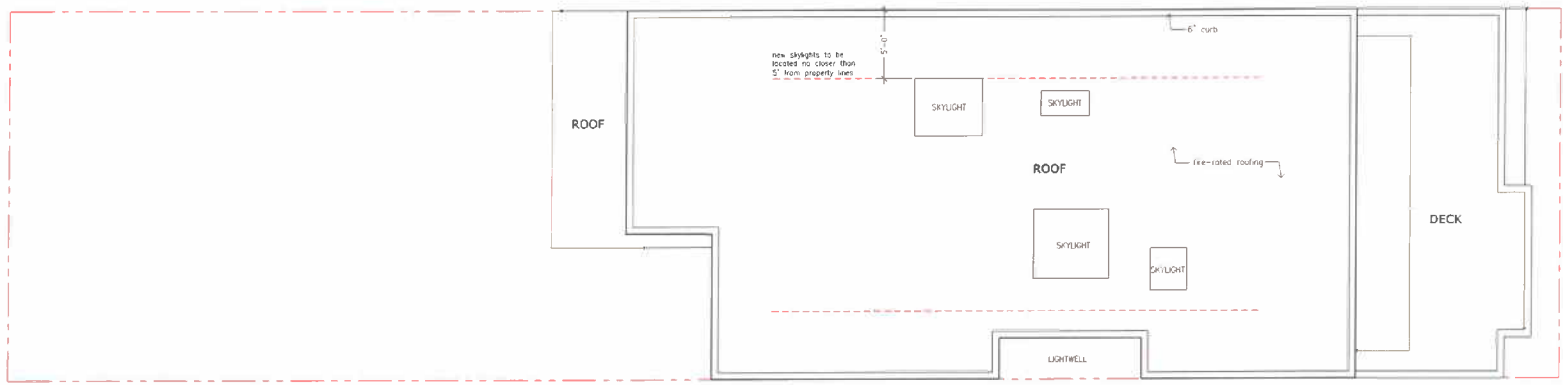 6" curb
5'-0"
new skylights to be
located no closer than
5' from property lines
SKYLIGHT
SKYLIGHT
ROOF
fire-rated roofing
ROOF
DECK
SKYLIGHT
SKYLIGHT
LIGHTWELL